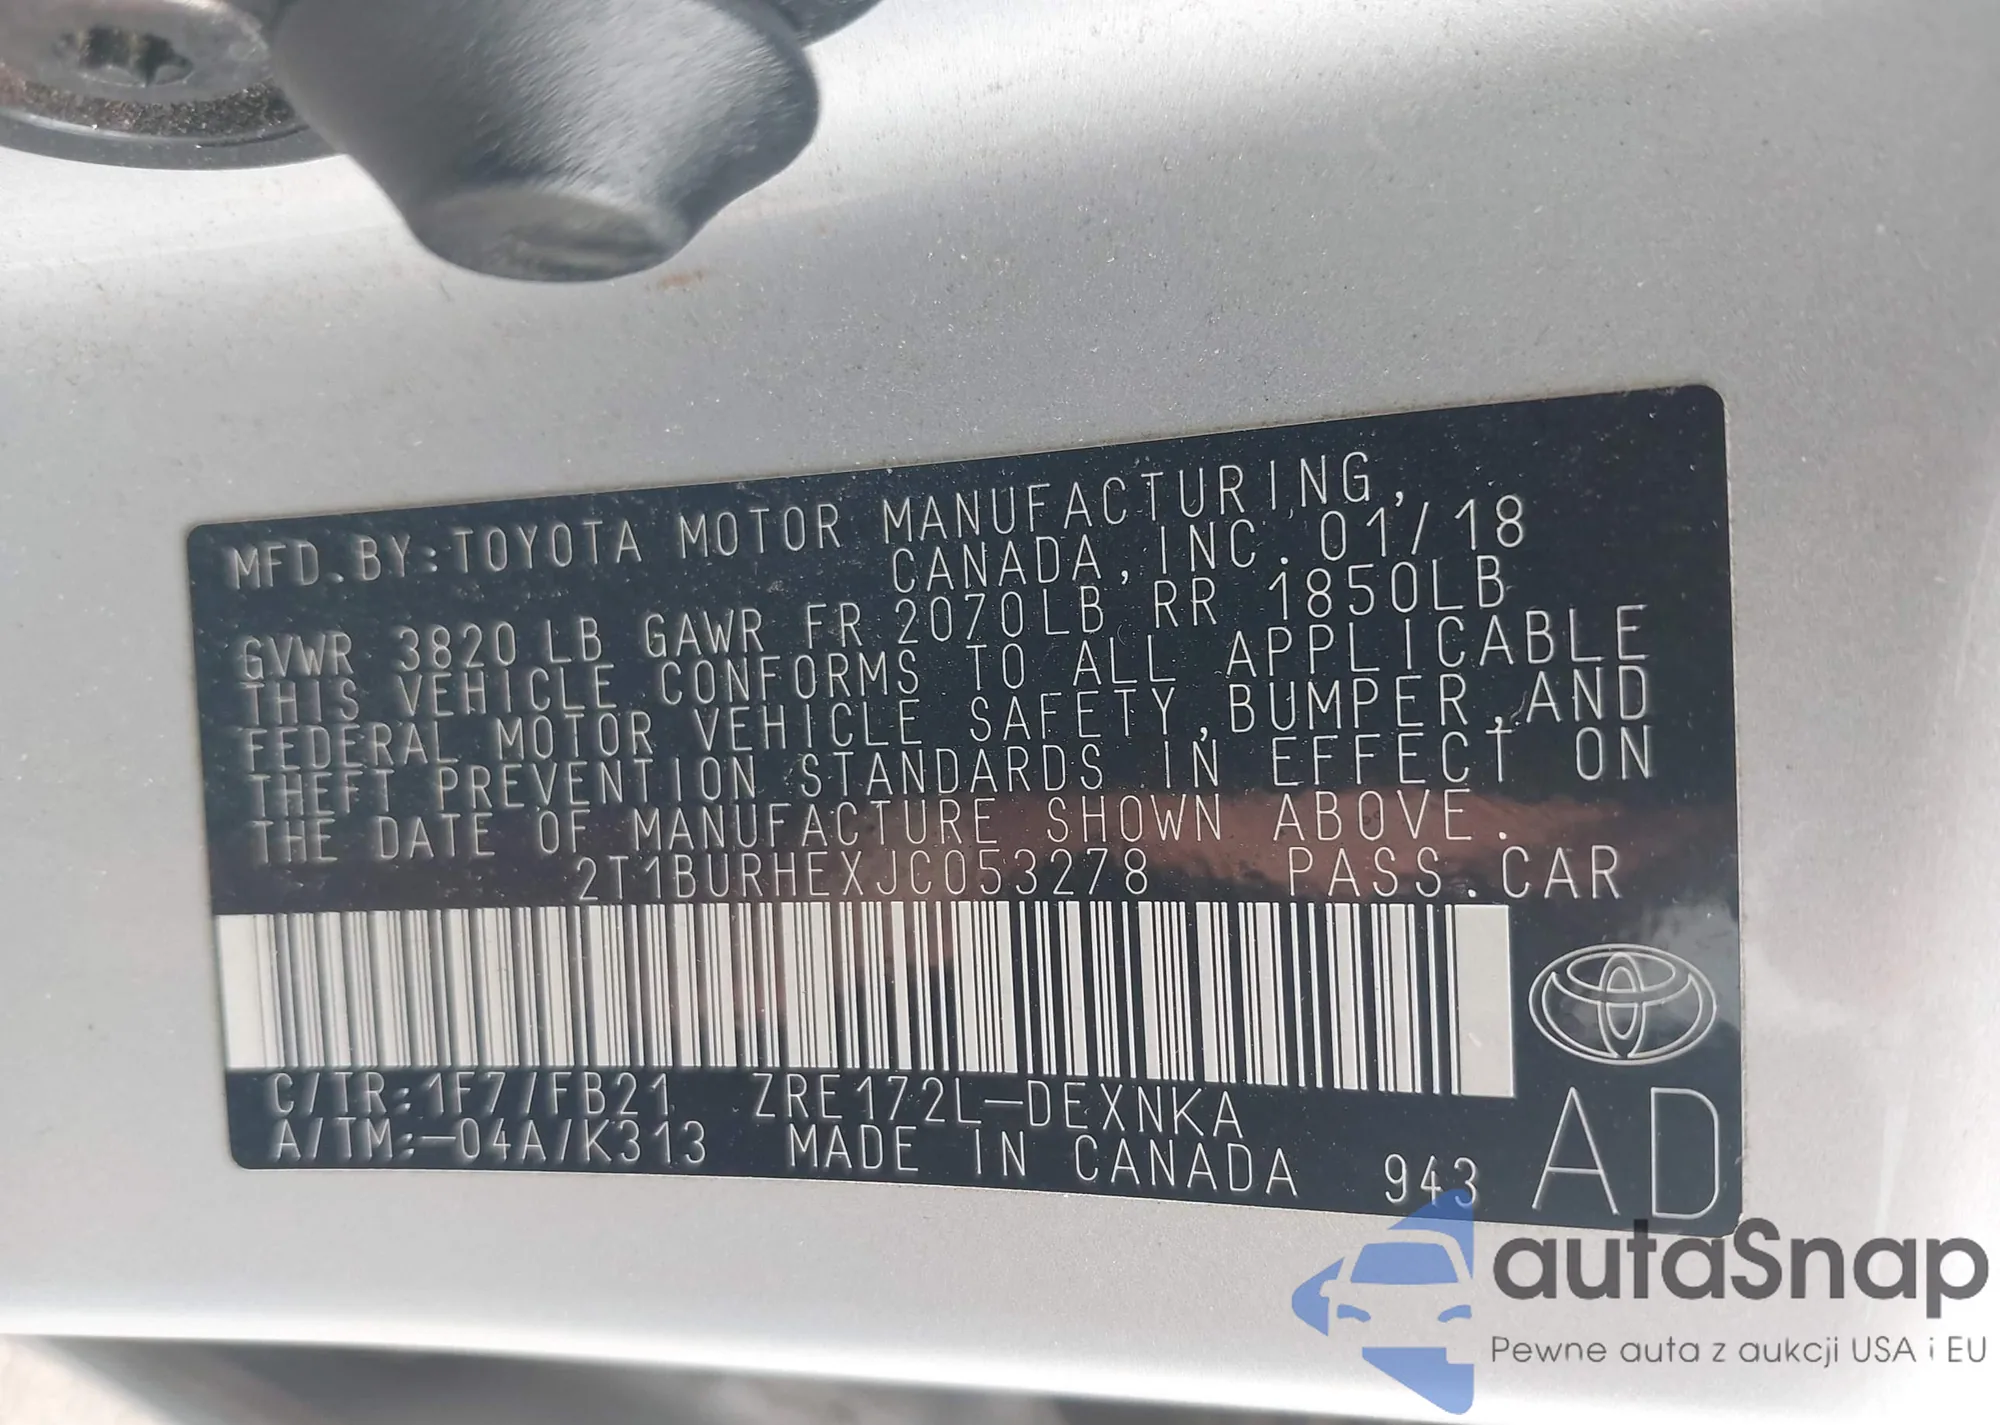 MFD.BY:TOYOTA MOTOR MANUFACTURING,
CANADA,INC.01/18
GVWR 3820LB GAWR FR 2070LB RR 1850LB
THIS VEHICLE CONFORMS TO ALL APPLICABLE
FEDERAL MOTOR VEHICLE SAFETY,BUMPER,AND
THEFT PREVENTION STANDARDS IN EFFECT ON
THE DATE OF MANUFACTURE SHOWN ABOVE.
2T1BURHEXJC053278 PASS.CAR
C/TR:1F7/FB21 ZRE172L-DEXNKA
A/TM:-04A/K313 MADE IN CANADA 943
AD
autaSnap
Pewne auta z aukcji USA i EU